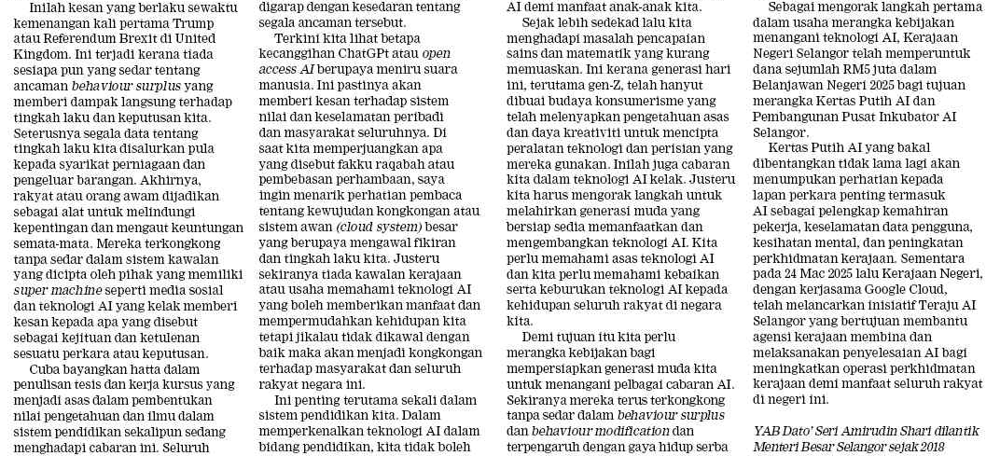 Inilah kesan yang berlaku sewaktu
kemenangan kali pertama Trump
atau Referendum Brexit di United
Kingdom. Ini terjadi kerana tiada
sesiapa pun yang sedar tentang
ancaman behaviour surplus yang
memberi dampak langsung terhadap
tingkah laku dan keputusan kita.
Seterusnya segala data tentang
tingkah laku kita disalurkan pula
kepada syarikat perniagaan dan
pengeluar barangan. Akhirnya,
rakyat atau orang awam dijadikan
sebagai alat untuk melindungi
kepentingan dan mengaut keuntungan
semata-mata. Mereka terkongkong
tanpa sedar dalam sistem kawalan
yang dicipta oleh pihak yang memiliki
super machine seperti media sosial
dan teknologi AI yang kelak memberi
kesan kepada apa yang disebut
sebagai kejituan dan ketulenan
sesuatu perkara atau keputusan.
Cuba bayangkan hatta dalam
penulisan tesis dan kerja kursus yang
menjadi asas dalam pembentukan
nilai pengetahuan dan ilmu dalam
sistem pendidikan sekalipun sedang
menghadapi cabaran ini. Seluruh
digarap dengan kesedaran tentang
segala ancaman tersebut.
Terkini kita lihat betapa
kecanggihan ChatGPt atau open
access AI berupaya meniru suara
manusia. Ini pastinya akan
memberi kesan terhadap sistem
nilai dan keselamatan peribadi
dan masyarakat seluruhnya. Di
saat kita memperjuangkan apa
yang disebut fakku raqabah atau
pembebasan perhambaan, saya
ingin menarik perhatian pembaca
tentang kewujudan kongkongan atau
sistem awan (cloud system) besar
yang berupaya mengawal fikiran
dan tingkah laku kita. Justeru
sekiranya tiada kawalan kerajaan
atau usaha memahami teknologi AI
yang boleh memberikan manfaat dan
mempermudahkan kehidupan kita
tetapi jikalau tidak dikawal dengan
baik maka akan menjadi kongkongan
terhadap masyarakat dan seluruh
rakyat negara ini.
Ini penting terutama sekali dalam
sistem pendidikan kita. Dalam
memperkenalkan teknologi AI dalam
bidang pendidikan, kita tidak boleh
AI demi manfaat anak-anak kita.
Sejak lebih sedekad lalu kita
menghadapi masalah pencapaian
sains dan matematik yang kurang
memuaskan. Ini kerana generasi hari
ini, terutama gen-Z, telah hanyut
dibuai budaya konsumerisme yang
telah melenyapkan pengetahuan asas
dan daya kreativiti untuk mencipta
peralatan teknologi dan perisian yang
mereka gunakan. Inilah juga cabaran
kita dalam teknologi AI kelak. Justeru
kita harus mengorak langkah untuk
melahirkan generasi muda yang
bersiap sedia memanfaatkan dan
mengembangkan teknologi AI. Kita
perlu memahami asas teknologi AI
dan kita perlu memahami kebaikan
serta keburukan teknologi AI kepada
kehidupan seluruh rakyat di negara
kita.
Demi tujuan itu kita perlu
merangka kebijakan bagi
mempersiapkan generasi muda kita
untuk menangani pelbagai cabaran AI.
Sekiranya mereka terus terkongkong
tanpa sedar dalam behaviour surplus
dan behaviour modification dan
terpengaruh dengan gaya hidup serba
Sebagai mengorak langkah pertama
dalam usaha merangka kebijakan
menangani teknologi AI, Kerajaan
Negeri Selangor telah memperuntuk
dana sejumlah RM5 juta dalam
Belanjawan Negeri 2025 bagi tujuan
merangka Kertas Putih AI dan
Pembangunan Pusat Inkubator AI
Selangor.
Kertas Putih AI yang bakal
dibentangkan tidak lama lagi akan
menumpukan perhatian kepada
lapan perkara penting termasuk
AI sebagai pelengkap kemahiran
pekerja, keselamatan data pengguna,
kesihatan mental, dan peningkatan
perkhidmatan kerajaan. Sementara
pada 24 Mac 2025 lalu Kerajaan Negeri,
dengan kerjasama Google Cloud,
telah melancarkan inisiatif Teraju AI
Selangor yang bertujuan membantu
agensi kerajaan membina dan
melaksanakan penyelesaian AI bagi
meningkatkan operasi perkhidmatan
kerajaan demi manfaat seluruh rakyat
di negeri ini.
YAB Dato' Seri Amirudin Shari dilantik
Menteri Besar Selangor sejak 2018